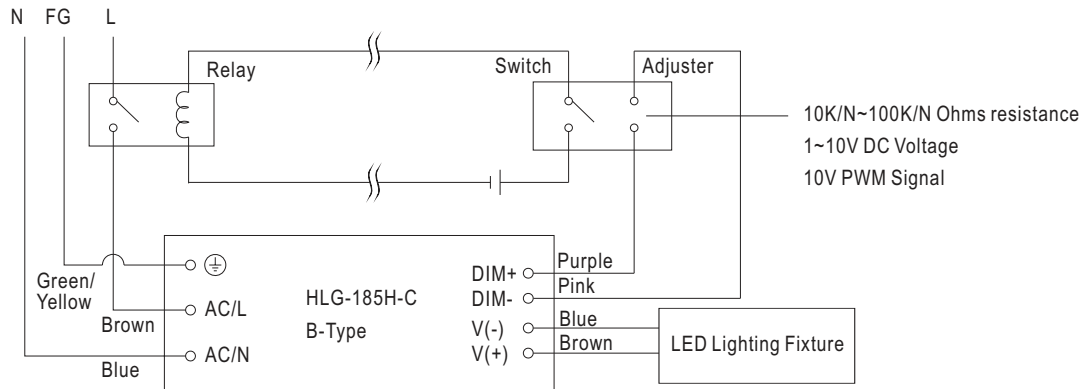 N FG L
Relay
Switch
Adjuster
10K/N~100K/N Ohms resistance
1~10V DC Voltage
10V PWM Signal
Green/
Yellow
Brown
Blue
AC/L
AC/N
HLG-185H-C
B-Type
DIM+
DIM-
V(-)
V(+)
Purple
Pink
Blue
Brown
LED Lighting Fixture